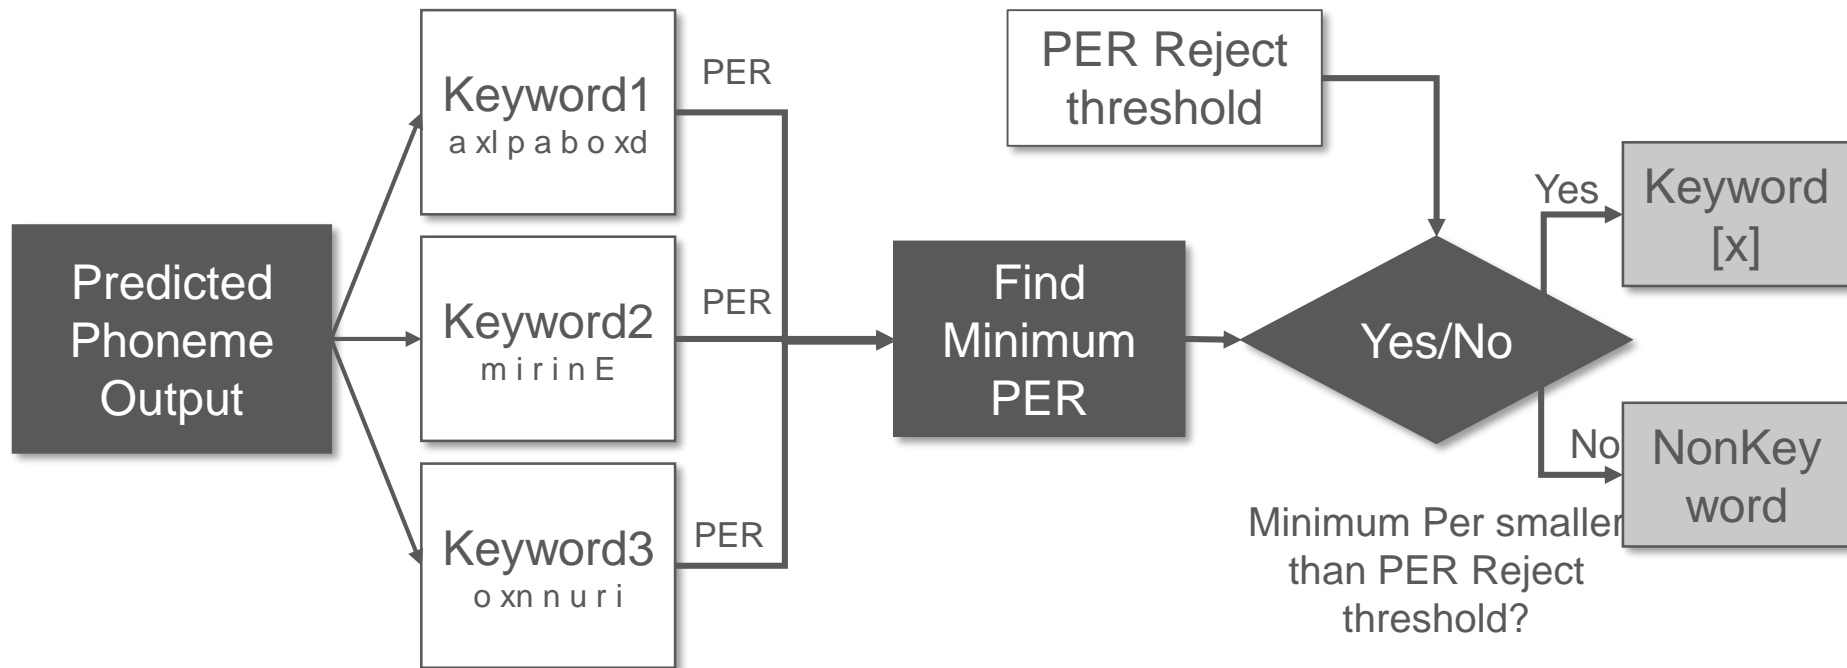 Predicted
Phoneme
Output
Keyword1
a xl p a b o xd
PER
Keyword2
m i r i n E
PER
Keyword3
o xn n u r i
PER
Find
Minimum
PER
PER Reject
threshold
Yes/No
Yes
Keyword
[x]
No
NonKey
word
Minimum Per smaller
than PER Reject
threshold?